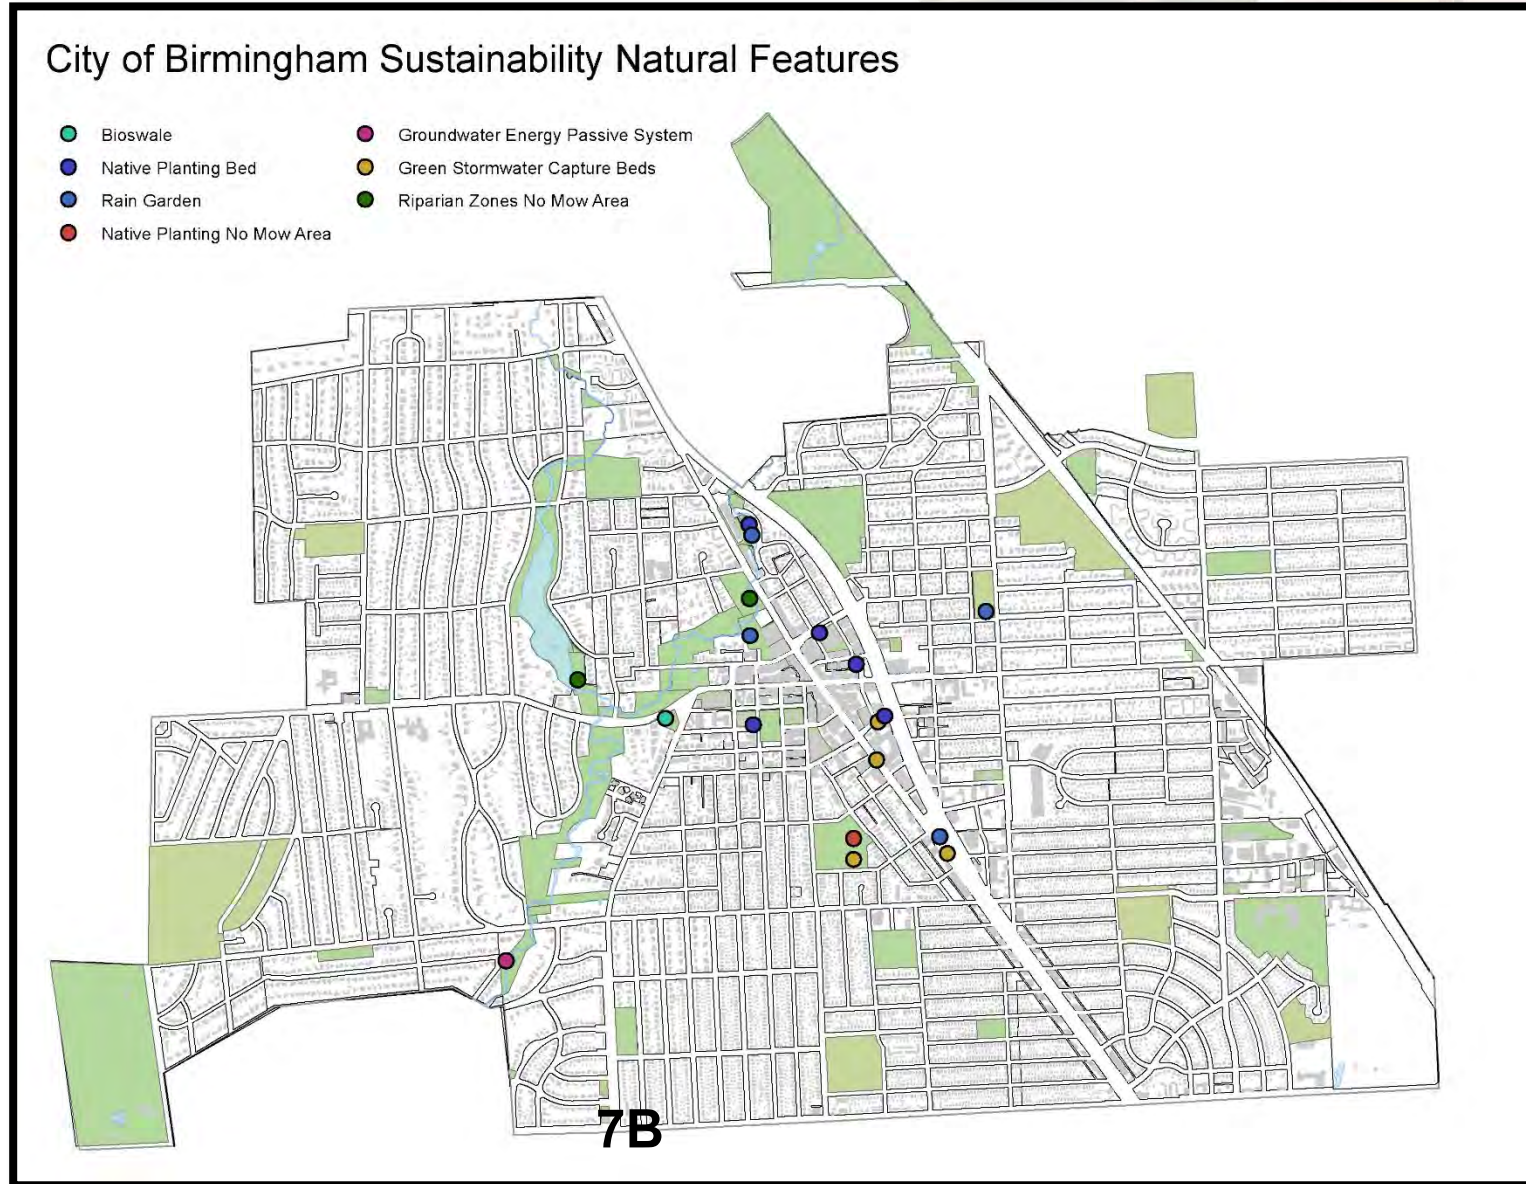 City of Birmingham Sustainability Natural Features
Bioswale
Native Planting Bed
Rain Garden
Native Planting No Mow Area
Groundwater Energy Passive System
Green Stormwater Capture Beds
Riparian Zones No Mow Area
7B